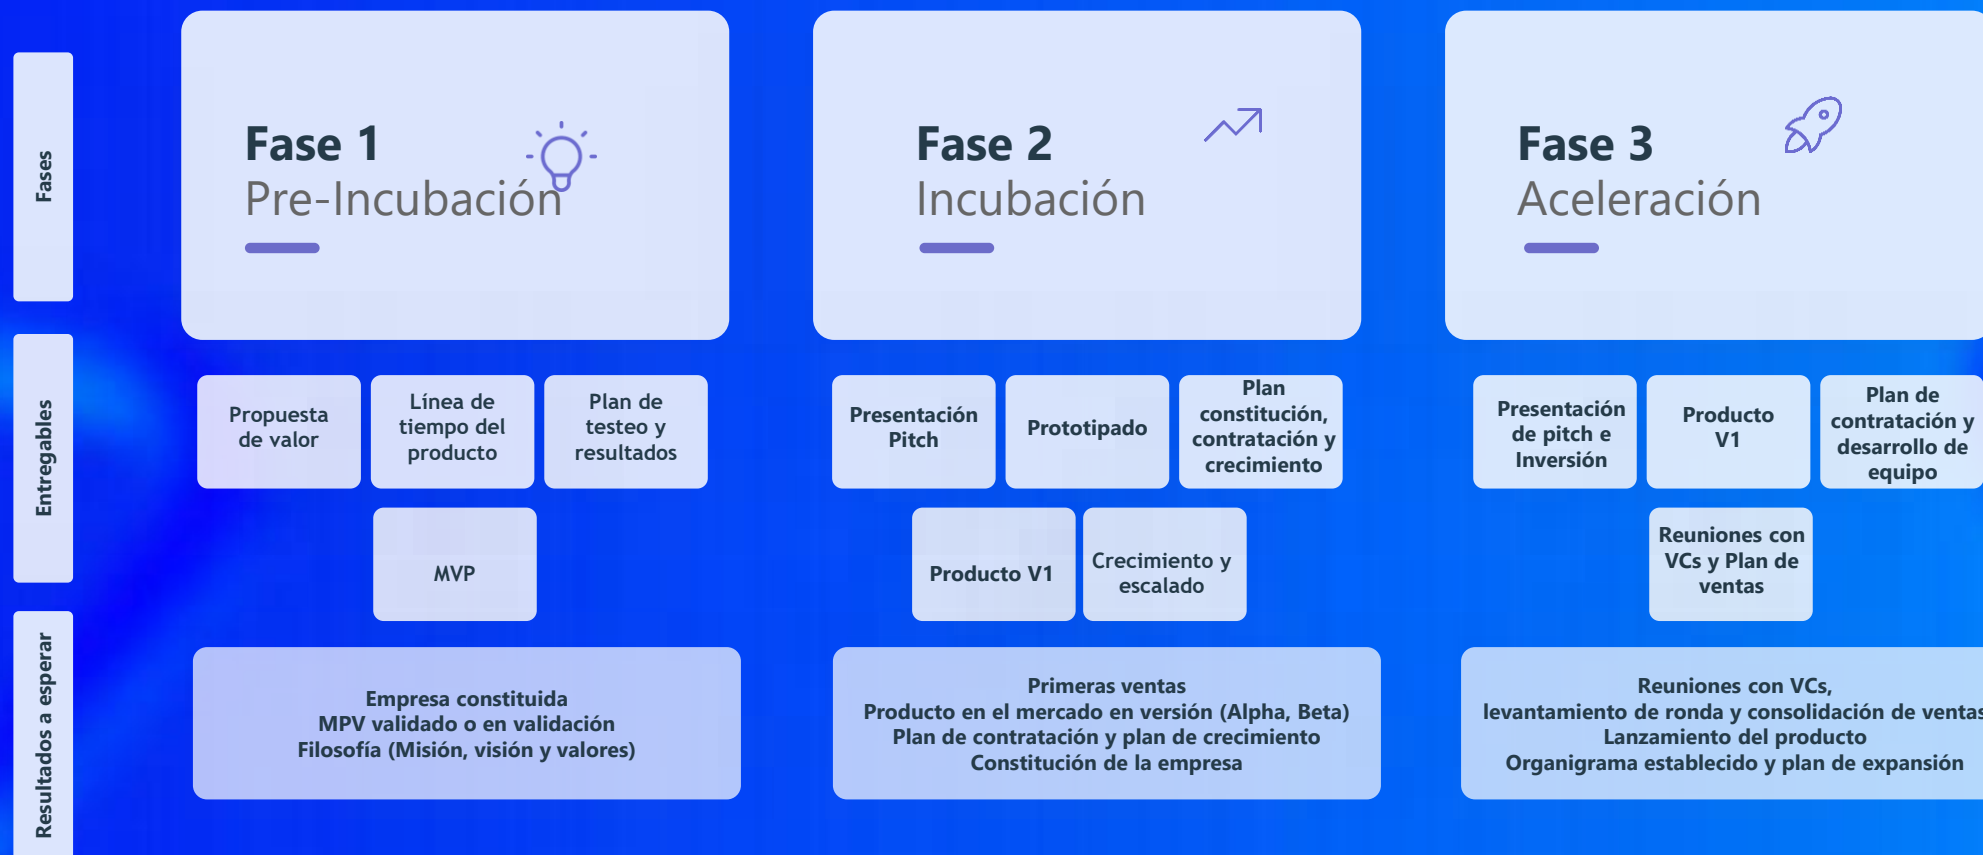 Fases
Fase 1
Pre-Incubación
Fase 2
Incubación
Fase 3
Aceleración
Entregables
Propuesta
de valor
Línea de
tiempo del
producto
Plan de
testeo y
resultados
MVP
Presentación
Pitch
Prototipado
Plan
constitución,
contratación y
crecimiento
Producto V1
Crecimiento y
escalado
Presentación
de pitch e
Inversión
Producto
V1
Plan de
contratación y
desarrollo de
equipo
Reuniones con
VCs y Plan de
ventas
Resultados a esperar
Empresa constituida
MPV validado o en validación
Filosofía (Misión, visión y valores)
Primeras ventas
Producto en el mercado en versión (Alpha, Beta)
Plan de contratación y plan de crecimiento
Constitución de la empresa
Reuniones con VCs,
levantamiento de ronda y consolidación de ventas
Lanzamiento del producto
Organigrama establecido y plan de expansión